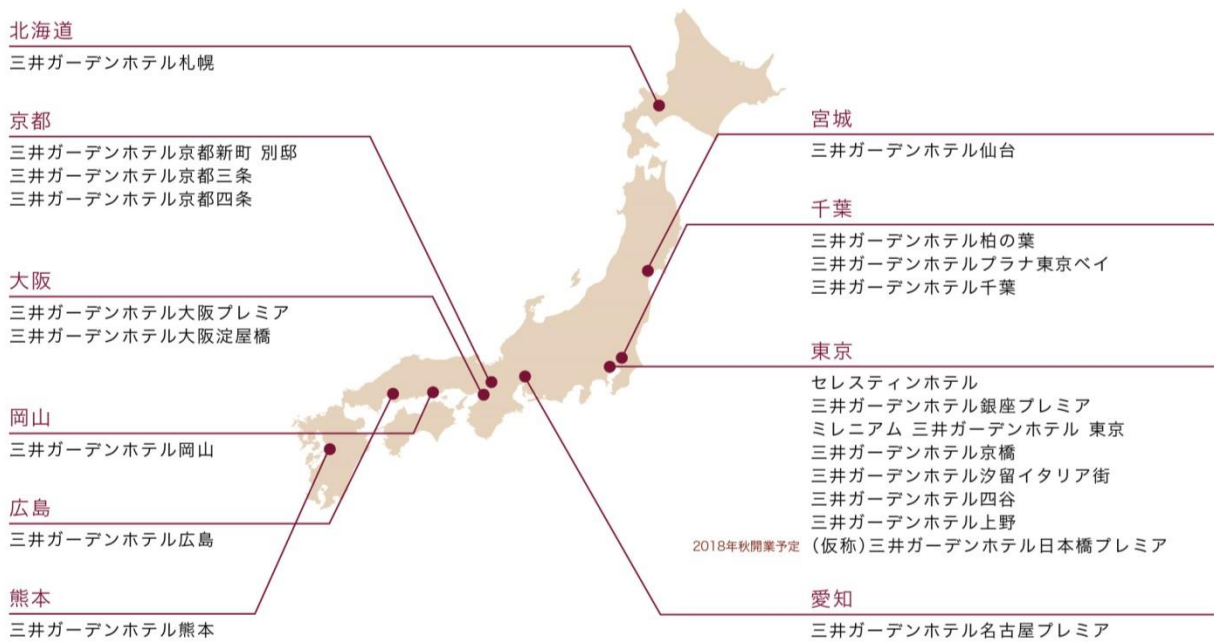 北海道
三井ガーデンホテル札幌
京都
三井ガーデンホテル京都新町 別邸
三井ガーデンホテル京都三条
三井ガーデンホテル京都四条
大阪
三井ガーデンホテル大阪プレミア
三井ガーデンホテル大阪淀屋橋
岡山
三井ガーデンホテル岡山
広島
三井ガーデンホテル広島
熊本
三井ガーデンホテル熊本
宮城
三井ガーデンホテル仙台
千葉
三井ガーデンホテル柏の葉
三井ガーデンホテルプラナ東京ベイ
三井ガーデンホテル千葉
東京
セレスティンホテル
三井ガーデンホテル銀座プレミア
ミレニアム 三井ガーデンホテル 東京
三井ガーデンホテル京橋
三井ガーデンホテル汐留イタリア街
三井ガーデンホテル四谷
三井ガーデンホテル上野
2018年秋開業予定 (仮称)三井ガーデンホテル日本橋プレミア
愛知
三井ガーデンホテル名古屋プレミア